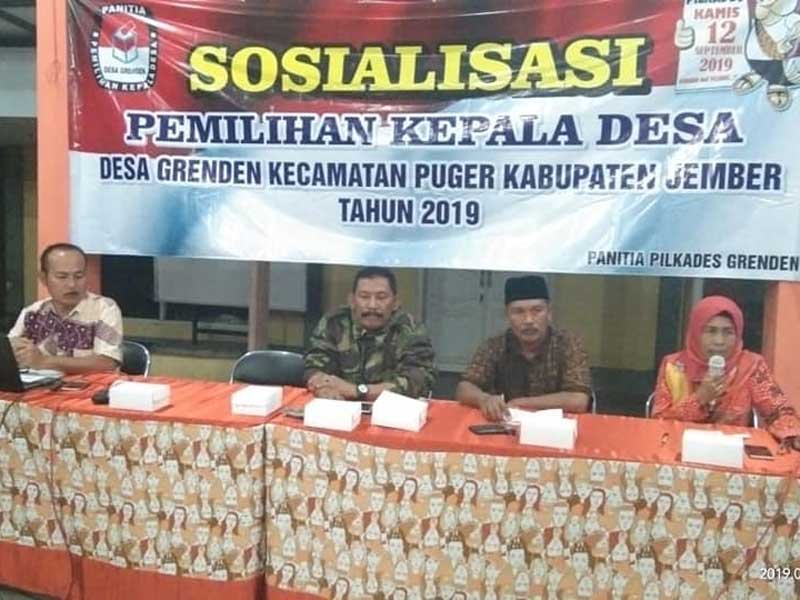 PANITIA
DESA GRENDEN
PEMILIHAN KEPALA DESA
KAMIS
12
SEPTEMBER
2019
SOSIALISASI
PEMILIHAN KEPALA DESA
DESA GRENDEN KECAMATAN PUGER KABUPATEN JEMBER
TAHUN 2019
PANITIA PILKADES GRENDEN